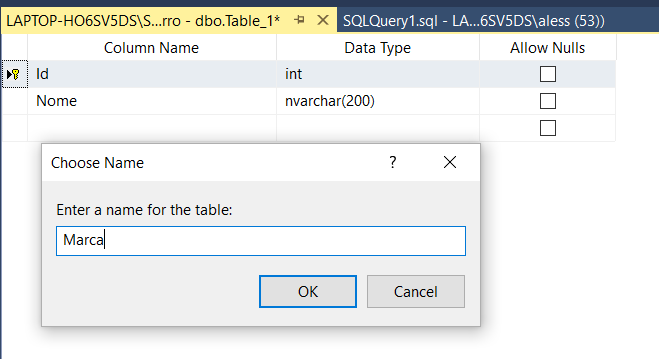 LAPTOP-HO6SV5DS\S...rro - dbo.Table_1* SQLQuery1.sql - LA...6SV5DS\aless (53))
Column Name Data Type Allow Nulls
Id int
Nome nvarchar(200)
Choose Name ?
Enter a name for the table:
Marca
OK Cancel